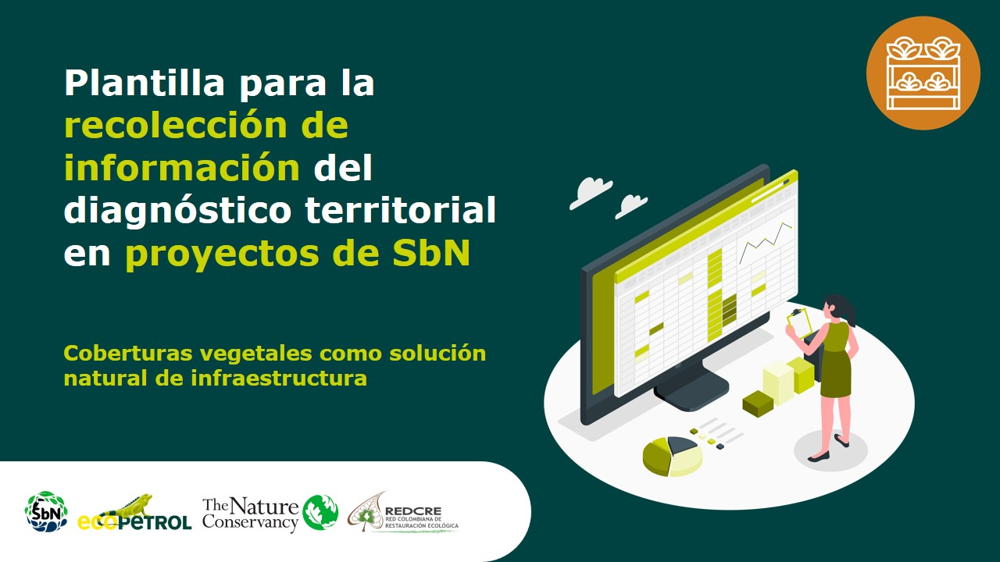 Plantilla para la
recolección de
información del
diagnóstico territorial
en proyectos de SbN
Coberturas vegetales como solución
natural de infraestructura
SbN
ecoPETROL
The Nature
Conservancy
REDCRE
RED COLOMBIANA DE
RESTAURACIÓN ECOLÓGICA